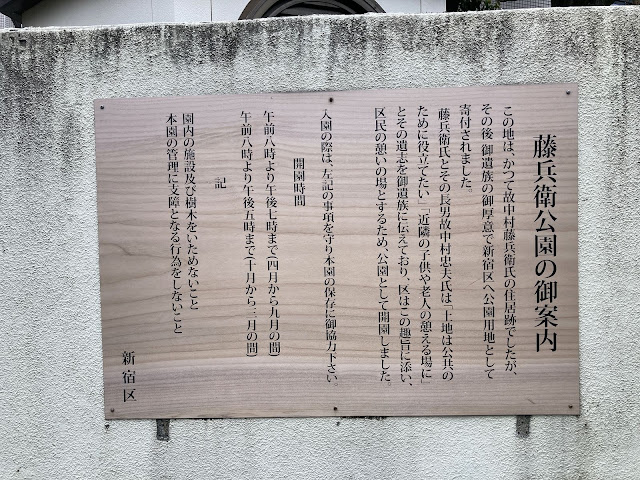 藤兵衛公園の御案内
この地は、かつて故中村藤兵衛氏の住居跡でしたが、
その後 御遺族の御厚意で新宿区へ公園用地として
寄付されました。
藤兵衛氏とその長男故中村忠夫氏は「土地は公共の
ために役立てたい」「近隣の子供や老人の憩える場に」
とその遺志を御遺族に伝えており、区はこの趣旨に添い、
区民の憩いの場とするため、公園として開園しました。
入園の際は、左記の事項を守り本園の保存に御協力下さい。
開園時間
午前八時より午後七時まで(四月から九月の間)
午前八時より午後五時まで(十月から三月の間)
記
園内の施設及び樹木をいためないこと
本園の管理に支障となる行為をしないこと
新宿区